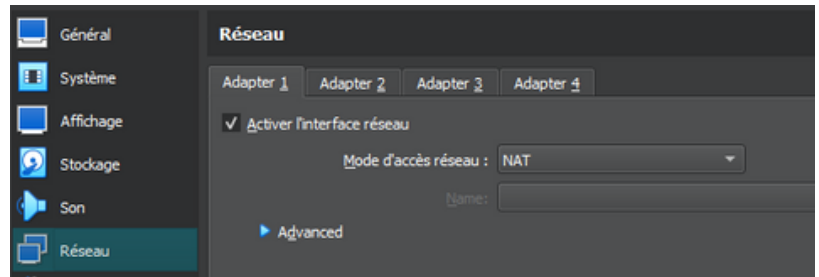 Général
Système
Affichage
Stockage
Son
Réseau
Réseau
Adapter 1 Adapter 2 Adapter 3 Adapter 4
Activer l'interface réseau
Mode d'accès réseau : NAT
Name:
Advanced